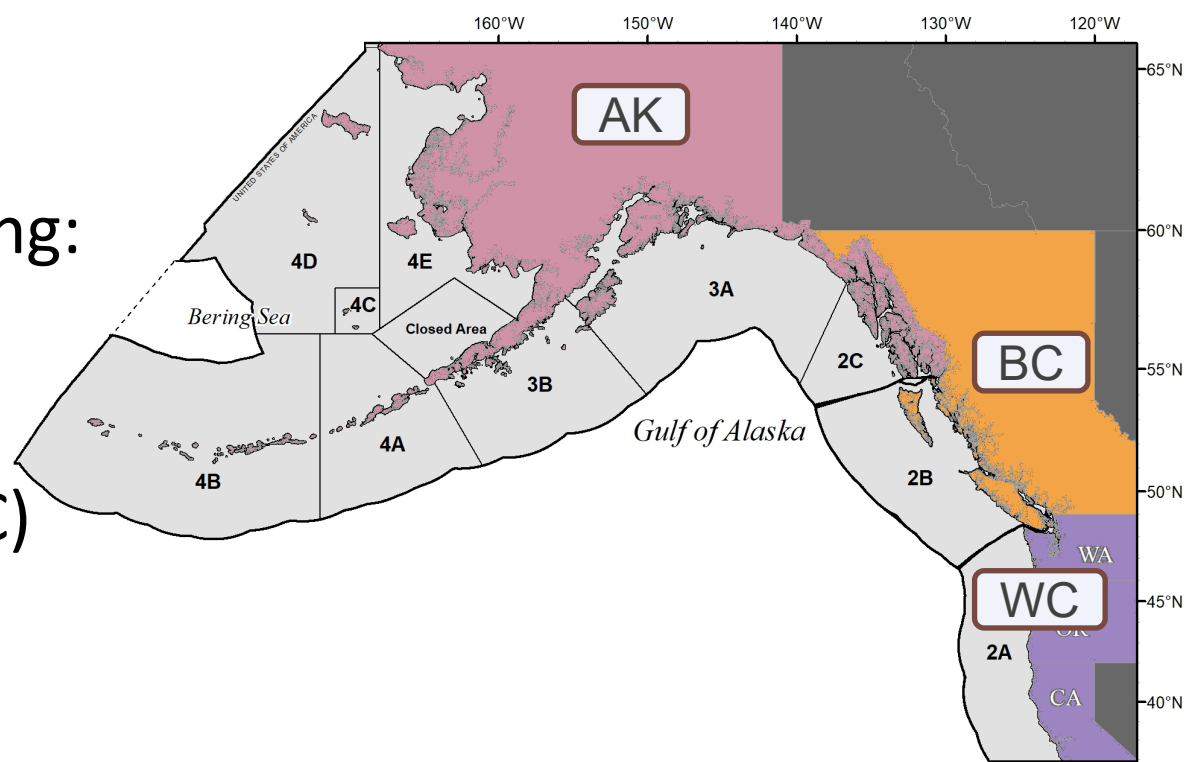 160°W 150°W 140°W 130°W 120°W
65°N
AK
UNITED STATES OF AMERICA
ng:
60°N
4D 4E
3A
4C
Bering Sea
Closed Area
55°N
2C
BC
3B
Gulf of Alaska
4A
4B
2B
50°N
C)
WA
WC
45°N
OR
2A
CA
40°N